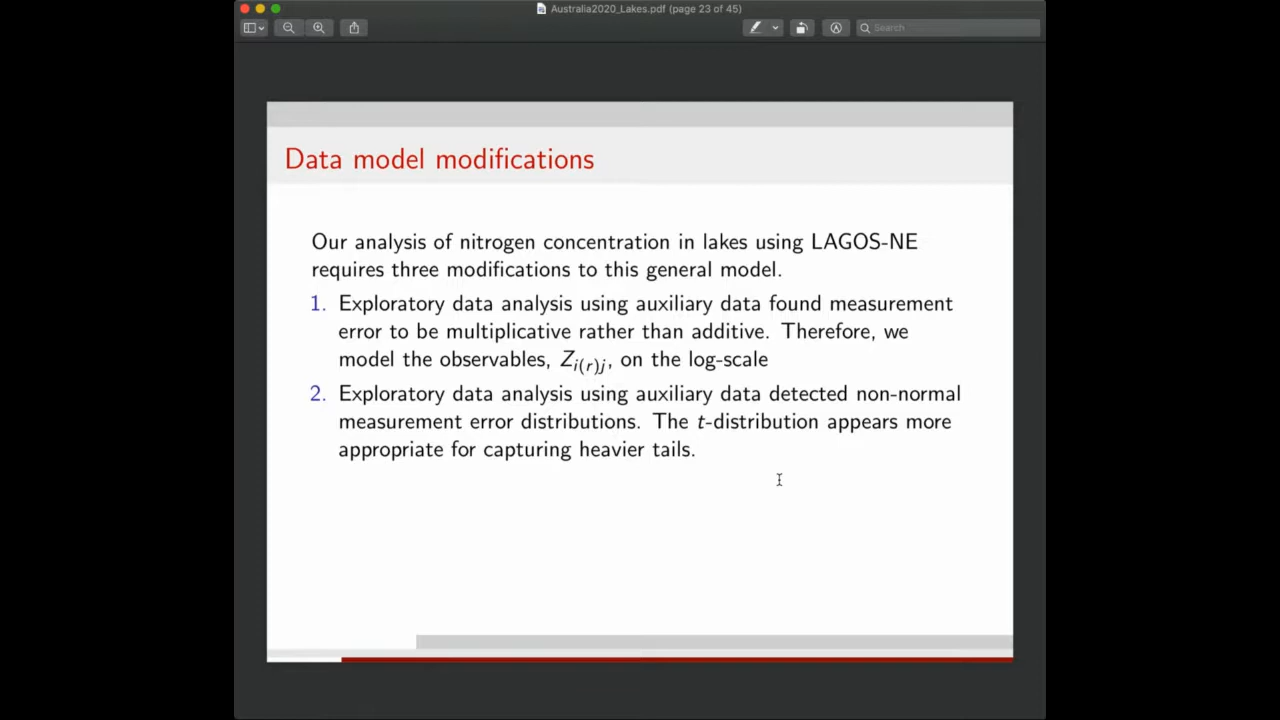 Australia2020_Lakes.pdf (page 23 of 45)
Search
Data model modifications
Our analysis of nitrogen concentration in lakes using LAGOS-NE
requires three modifications to this general model.
1. Exploratory data analysis using auxiliary data found measurement
error to be multiplicative rather than additive. Therefore, we
model the observables, Z_{i(r)j}, on the log-scale
2. Exploratory data analysis using auxiliary data detected non-normal
measurement error distributions. The t-distribution appears more
appropriate for capturing heavier tails.